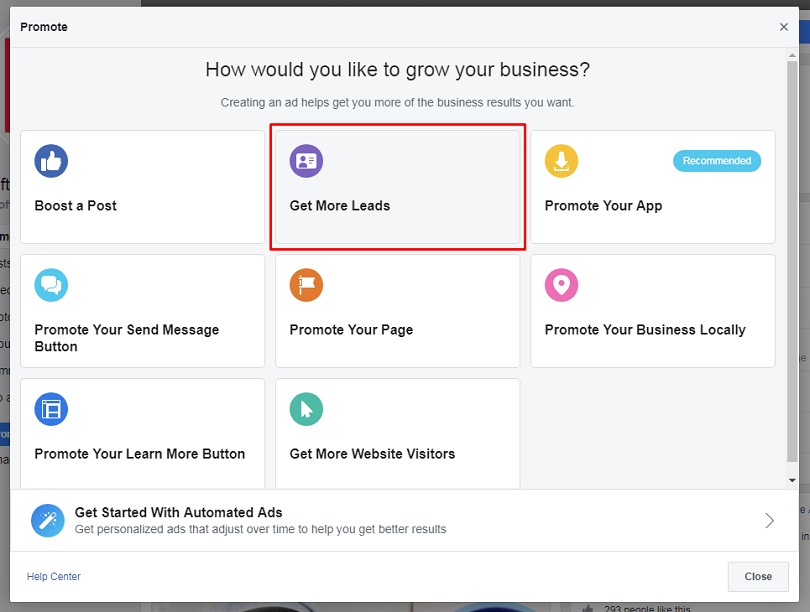 Promote
How would you like to grow your business?
Creating an ad helps get you more of the business results you want.
Boost a Post
Get More Leads
Recommended
Promote Your App
Promote Your Send Message
Button
Promote Your Page
Promote Your Business Locally
Promote Your Learn More Button
Get More Website Visitors
Get Started With Automated Ads
Get personalized ads that adjust over time to help you get better results
Help Center
Close
293 people like this